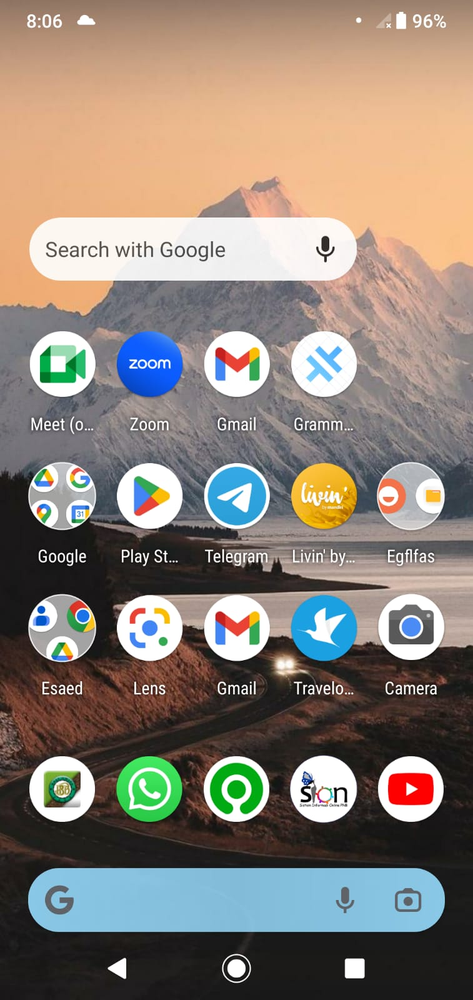 8:06
96%
Search with Google
zoom
Meet (o...
Zoom
Gmail
Gramm...
31
livin'
by mandiri
Google
Play St...
Telegram
Livin' by...
Egflfas
Esaed
Lens
Gmail
Travelo...
Camera
sion
Sistem Informasi Online PNB